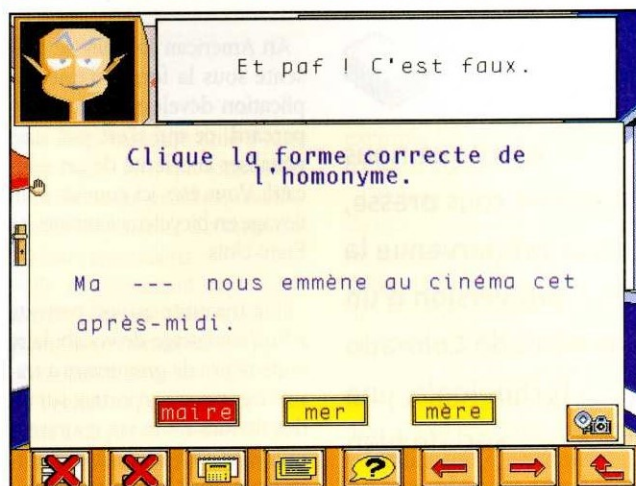 Et paf ! C'est faux.
Clique la forme correcte de
l'homonyme.
Ma --- nous emmène au cinéma cet
après-midi.
maire mer mère